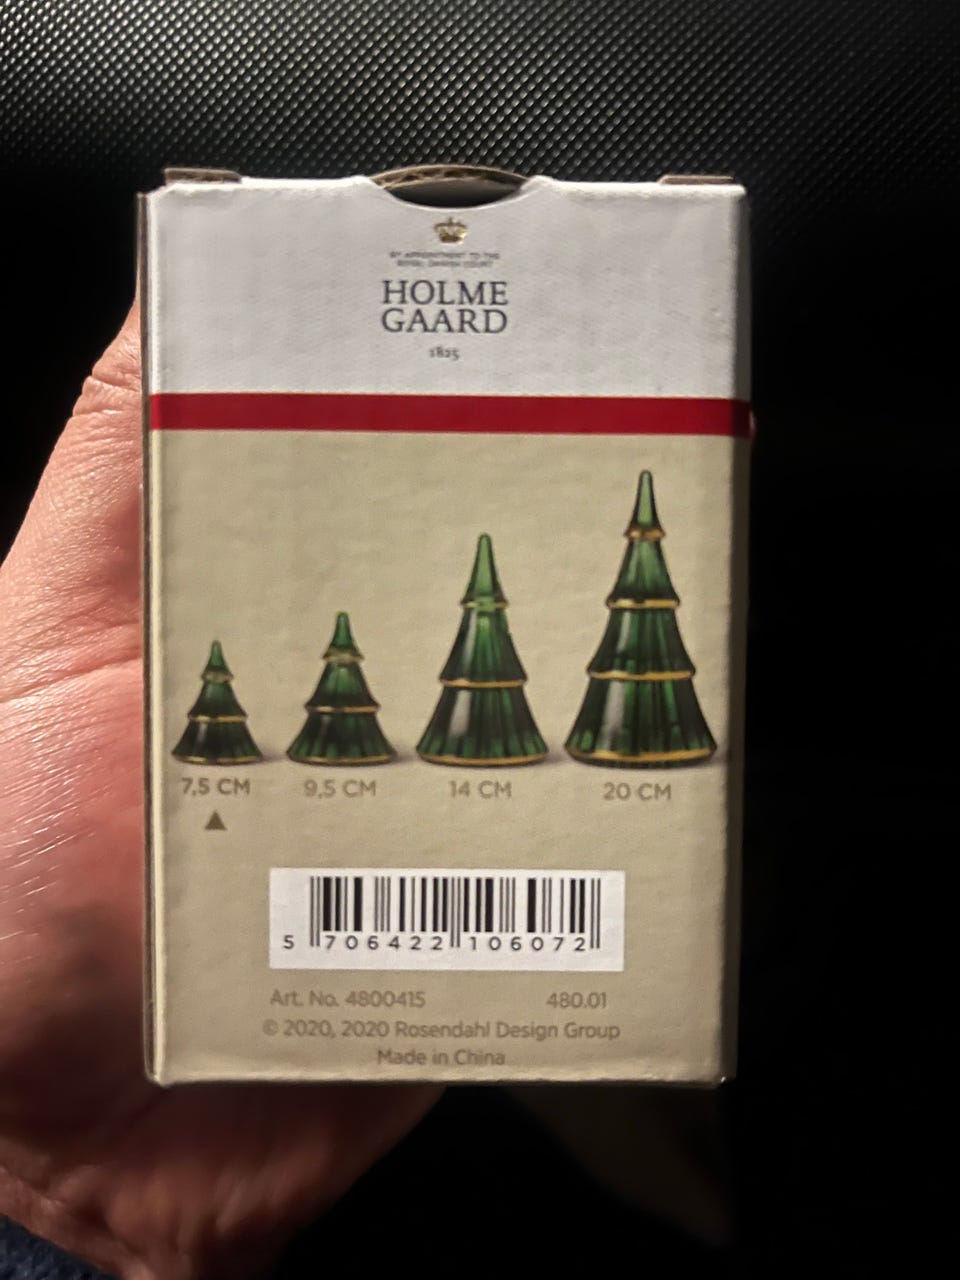 BY APPOINTMENT TO THE
ROYAL DANISH COURT
HOLME
GAARD
1825
7,5 CM
9,5 CM
14 CM
20 CM
5 706422 106072
Art. No. 4800415
480.01
© 2020, 2020 Rosendahl Design Group
Made in China